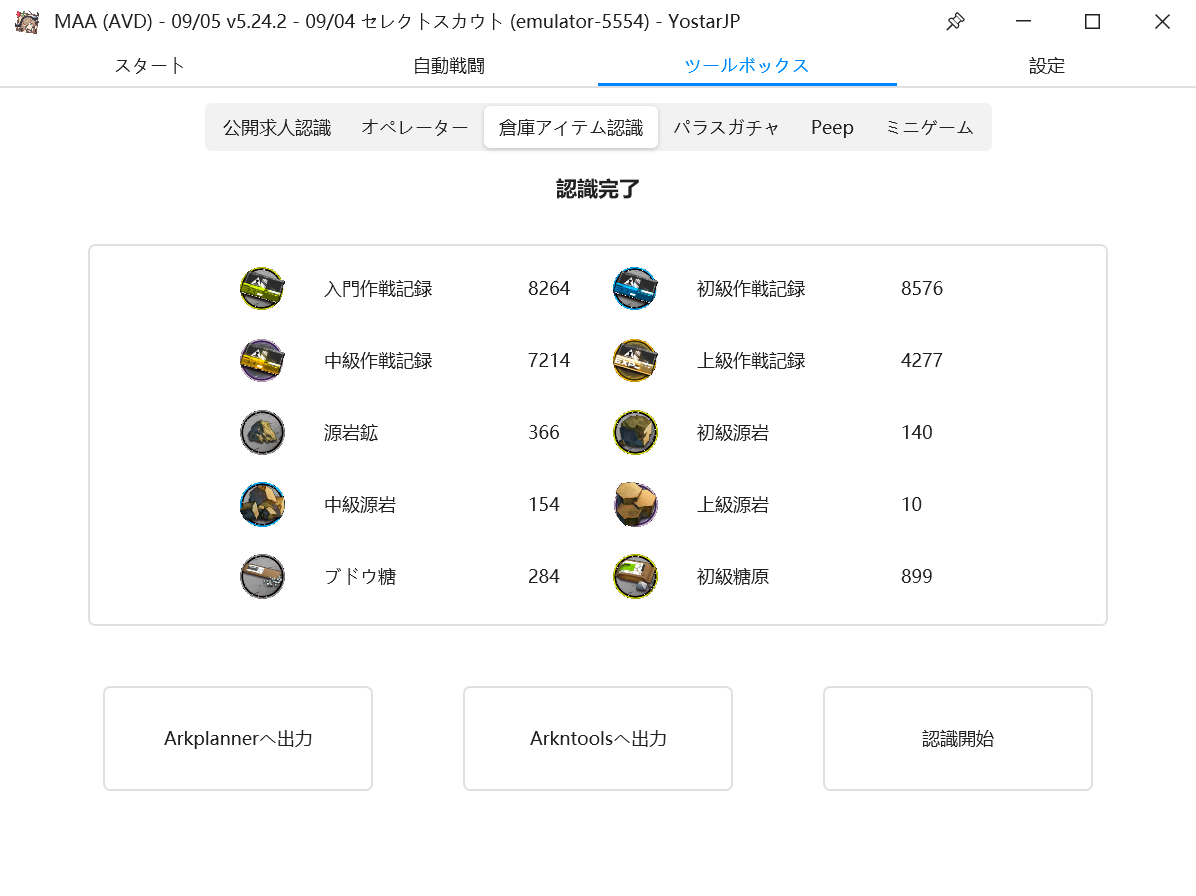 MAA (AVD) - 09/05 v5.24.2 - 09/04 セレクトスカウト (emulator-5554) - YostarJP
スタート 自動戦闘 ツールボックス 設定
公開求人認識 オペレーター 倉庫アイテム認識 パラスガチャ Peep ミニゲーム
認識完了
入門作戦記録 8264 初級作戦記録 8576
中級作戦記録 7214 上級作戦記録 4277
源岩鉱 366 初級源岩 140
中級源岩 154 上級源岩 10
ブドウ糖 284 初級糖原 899
Arkplannerへ出力 Arkntoolsへ出力 認識開始